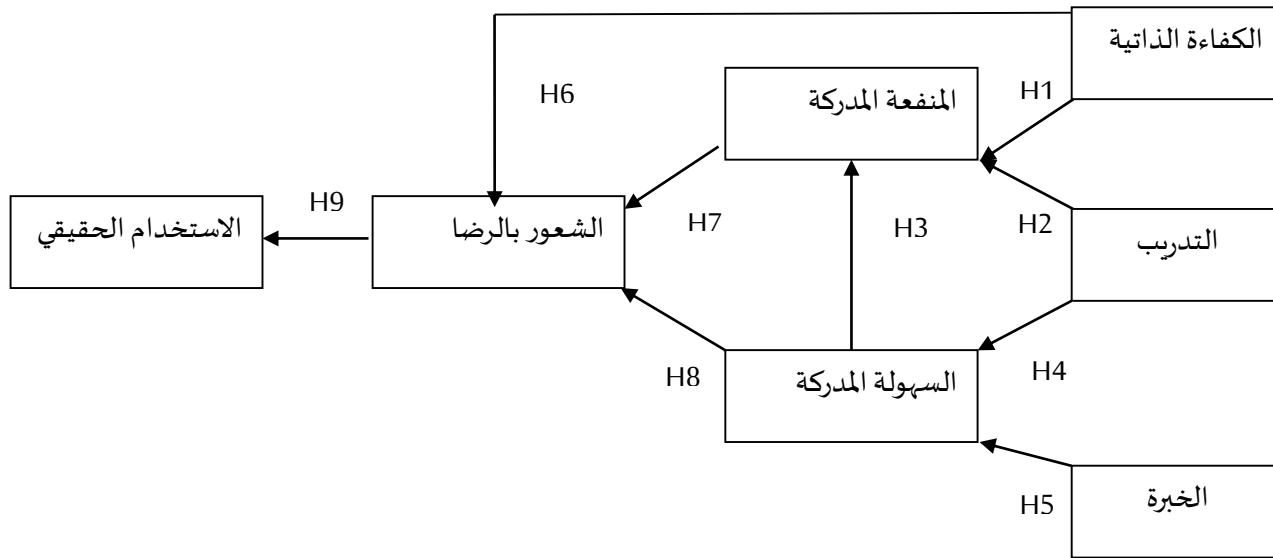 الكفاءة الذاتية
المنفعة المدركة
H1
H6
H9
الاستخدام الحقيقي
الشعور بالرضا
H7
H3
H2
التدريب
H8
السهولة المدركة
H4
H5
الخبرة